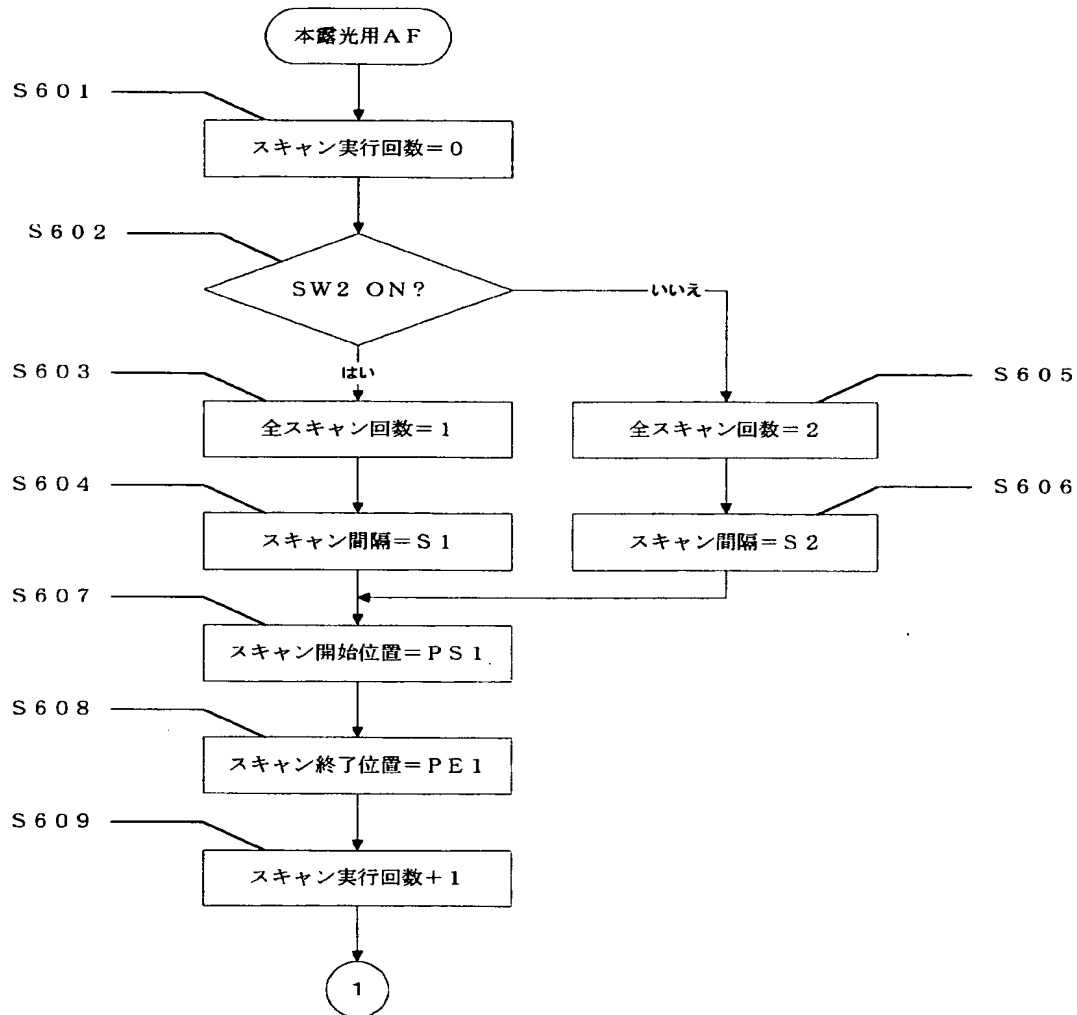 本露光用AF
S601
スキャン実行回数=0
S602
SW2 ON?
いいえ
はい
S603
全スキャン回数=1
S605
全スキャン回数=2
S604
スキャン間隔=S1
S606
スキャン間隔=S2
S607
スキャン開始位置=PS1
S608
スキャン終了位置=PE1
S609
スキャン実行回数+1
1